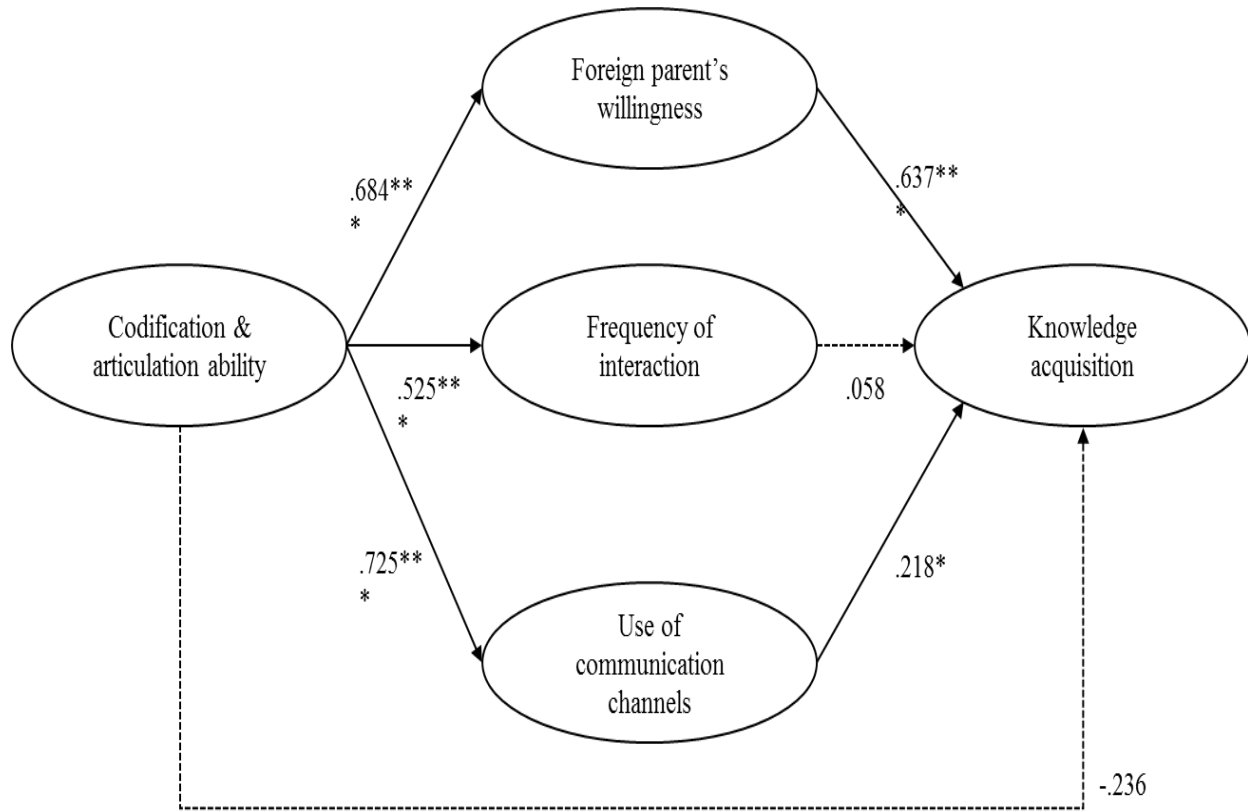 Foreign parent's
willingness
.684**
*
.637**
*
Codification &
articulation ability
Frequency of
interaction
Knowledge
acquisition
.525**
*
.058
.725**
*
.218*
Use of
communication
channels
-.236